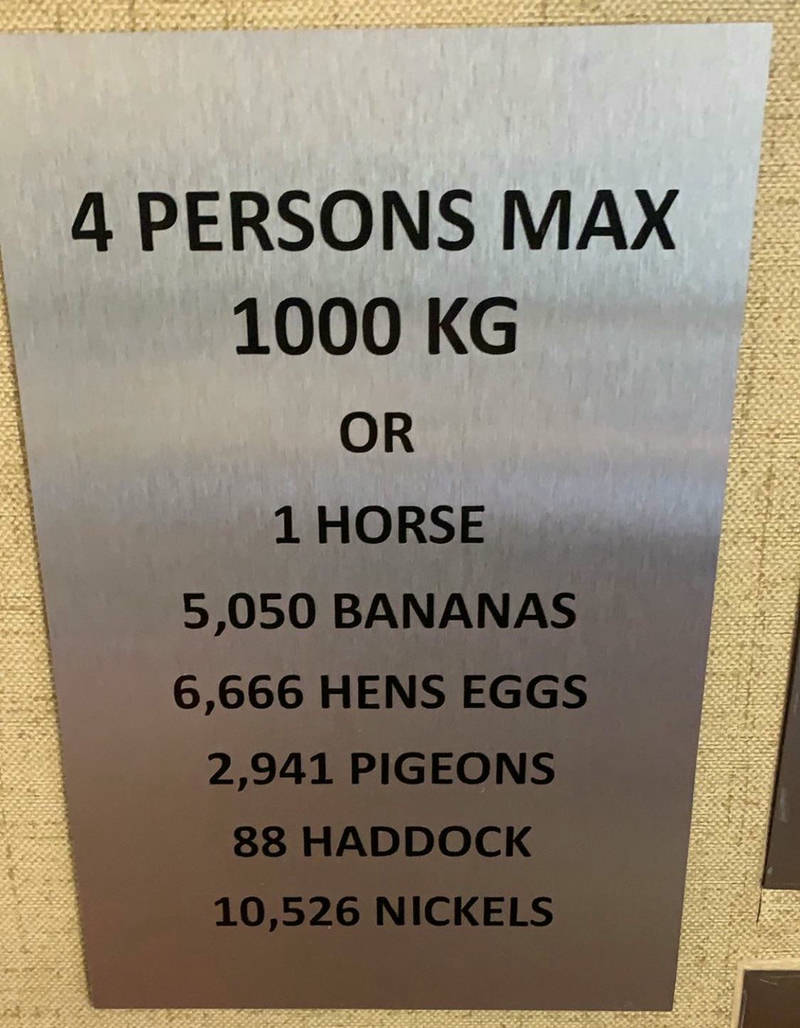 4 PERSONS MAX
1000 KG
OR
1 HORSE
5,050 BANANAS
6,666 HENS EGGS
2,941 PIGEONS
88 HADDOCK
10,526 NICKELS